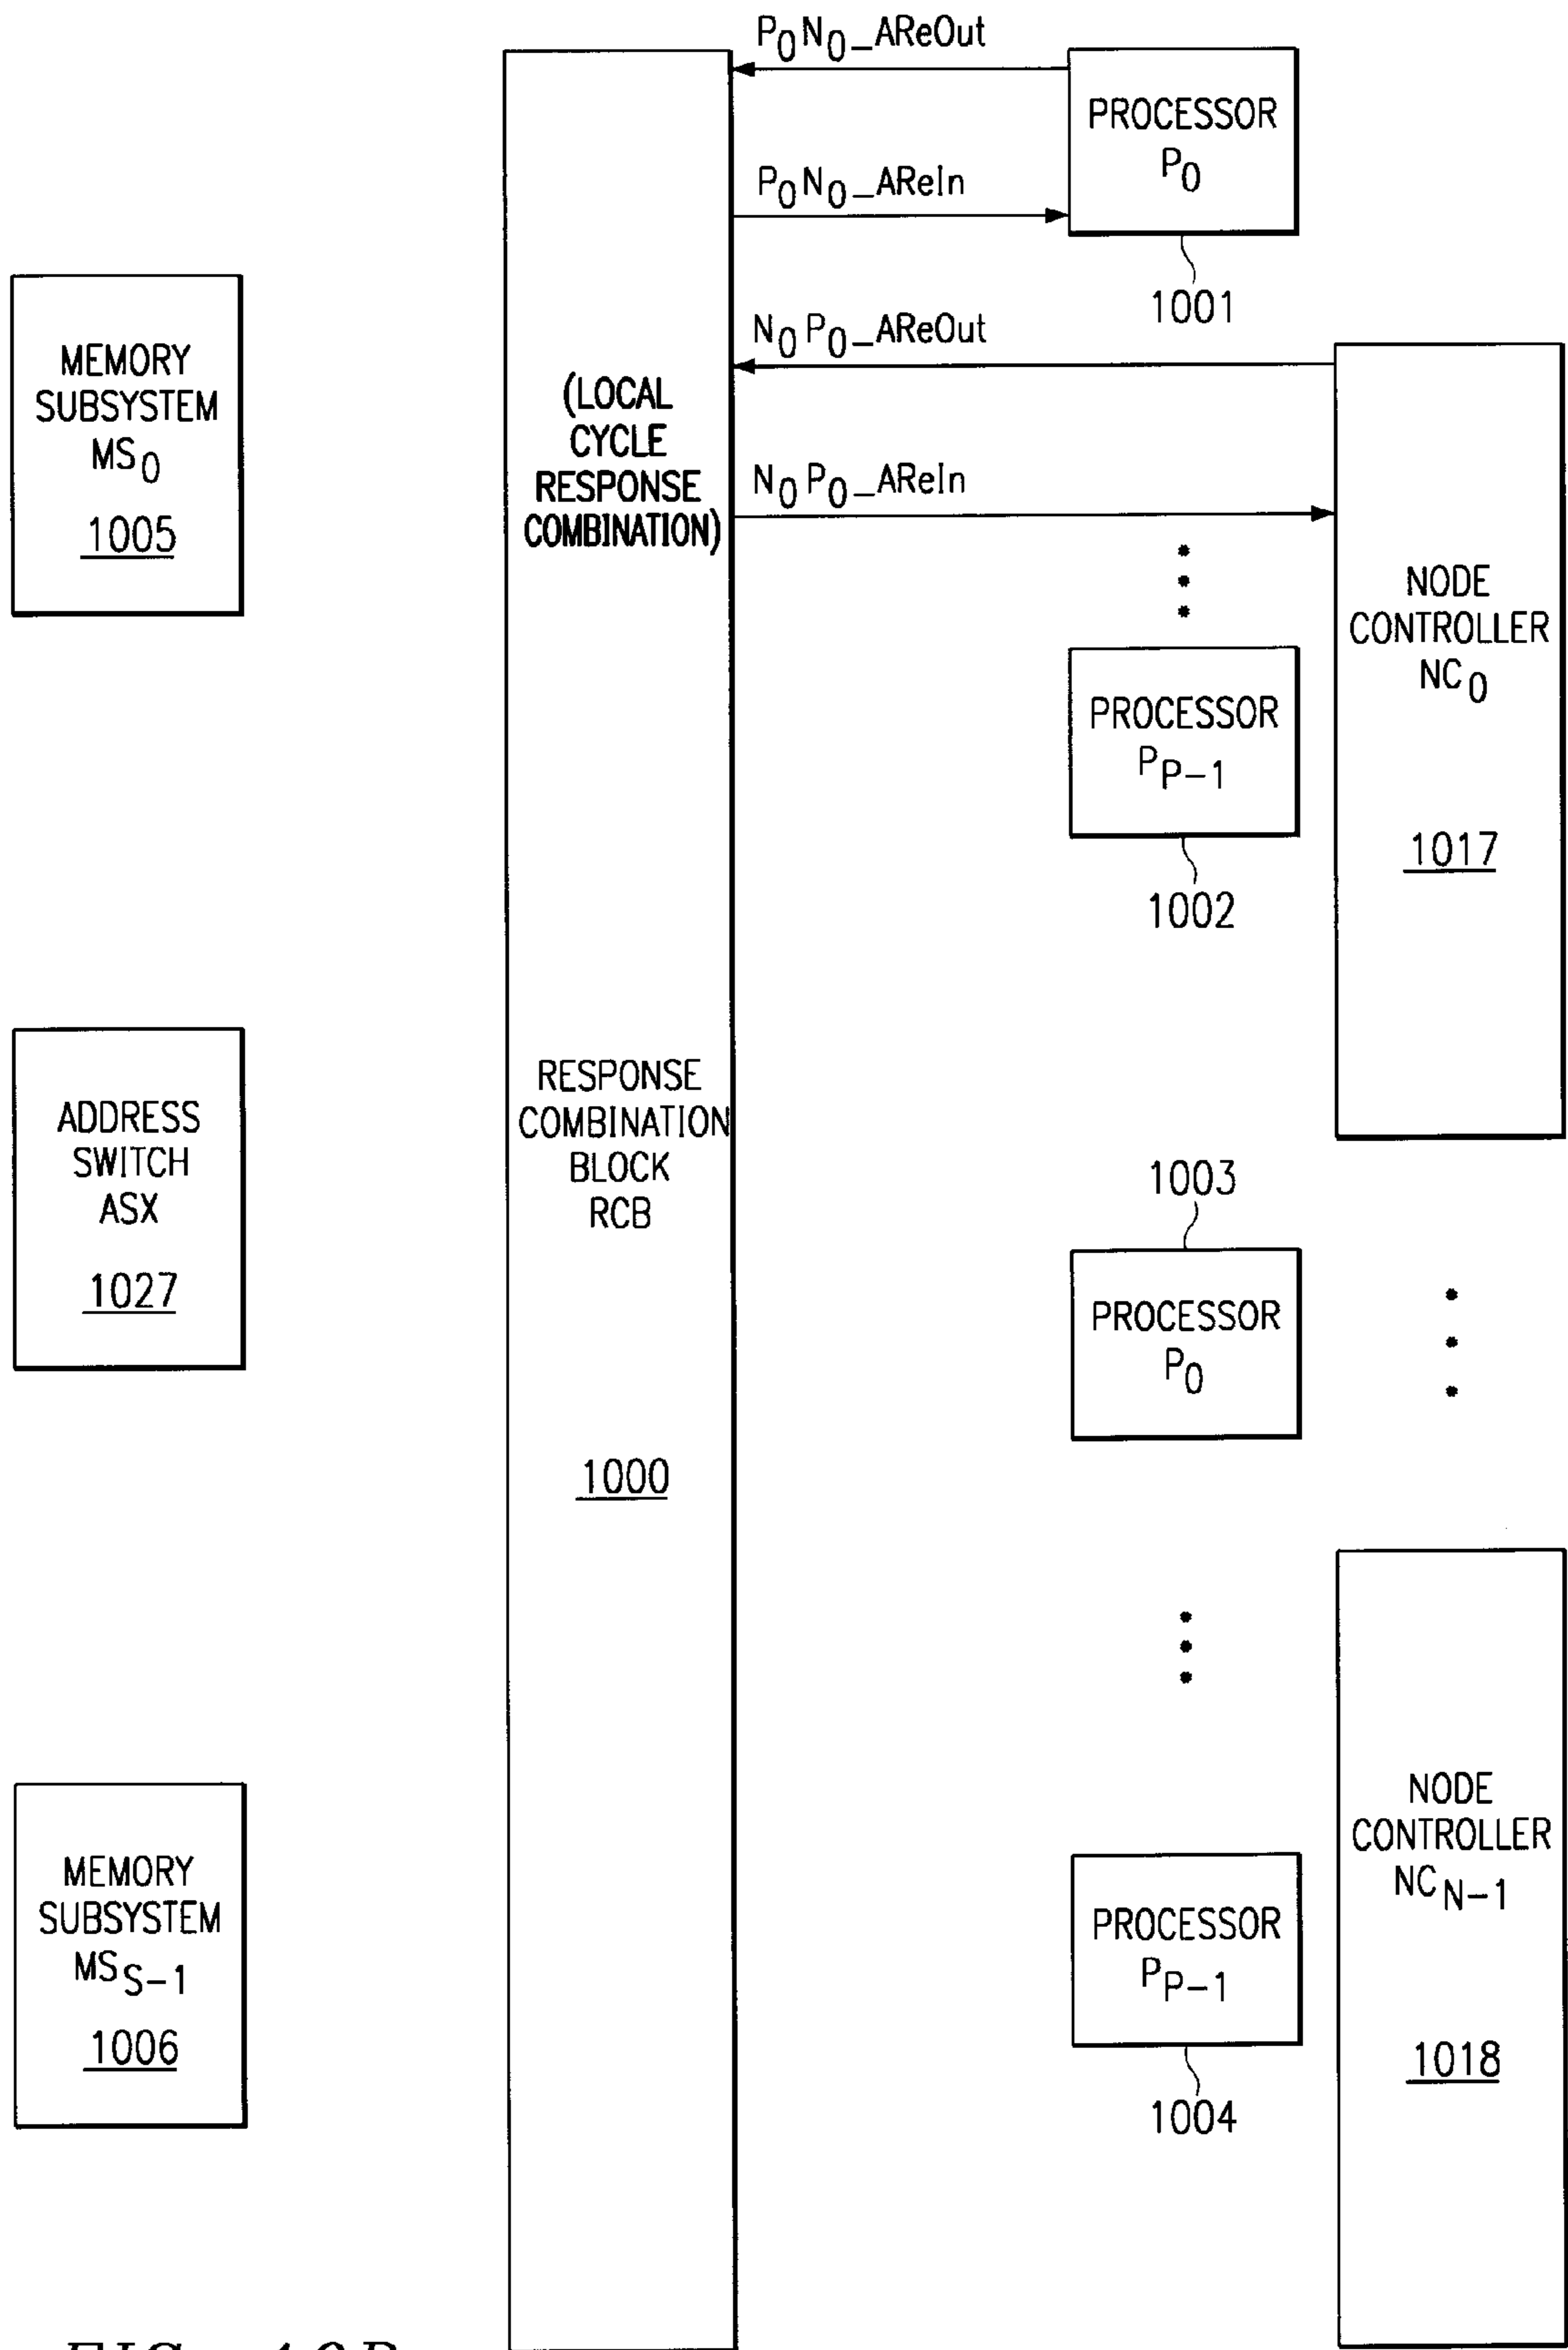 P0N0_AReOut
PROCESSOR
P0
P0N0_AReIn
1001
N0P0_AReOut
MEMORY
SUBSYSTEM
MS0
1005
(LOCAL
CYCLE
RESPONSE
COMBINATION)
N0P0_AReIn
NODE
CONTROLLER
NC0
1017
PROCESSOR
PP-1
1002
ADDRESS
SWITCH
ASX
1027
RESPONSE
COMBINATION
BLOCK
RCB
1000
1003
PROCESSOR
P0
MEMORY
SUBSYSTEM
MSS-1
1006
PROCESSOR
PP-1
1004
NODE
CONTROLLER
NCN-1
1018